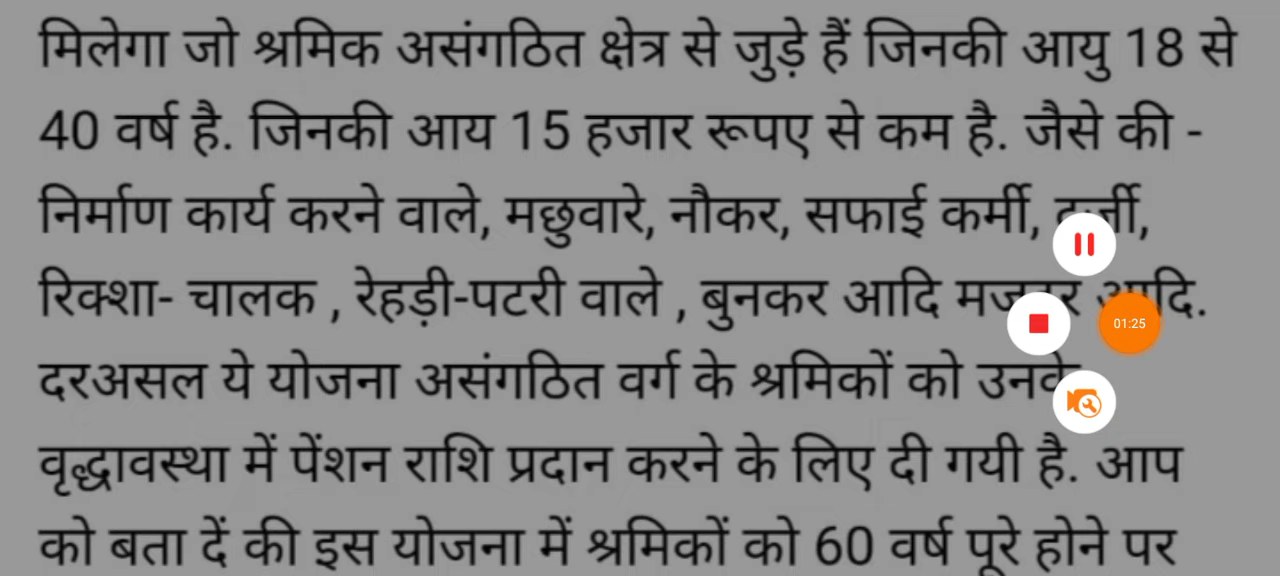 मिलेगा जो श्रमिक असंगठित क्षेत्र से जुड़े हैं जिनकी आयु 18 से
40 वर्ष है. जिनकी आय 15 हजार रूपए से कम है. जैसे की -
निर्माण कार्य करने वाले, मछुवारे, नौकर, सफाई कर्मी,
रिक्शा- चालक , रेहड़ी-पटरी वाले , बुनकर आदि
01:25
दरअसल ये योजना असंगठित वर्ग के श्रमिकों को उनके
वृद्धावस्था में पेंशन राशि प्रदान करने के लिए दी गयी है. आप
को बता दें की इस योजना में श्रमिकों को 60 वर्ष पूरे होने पर